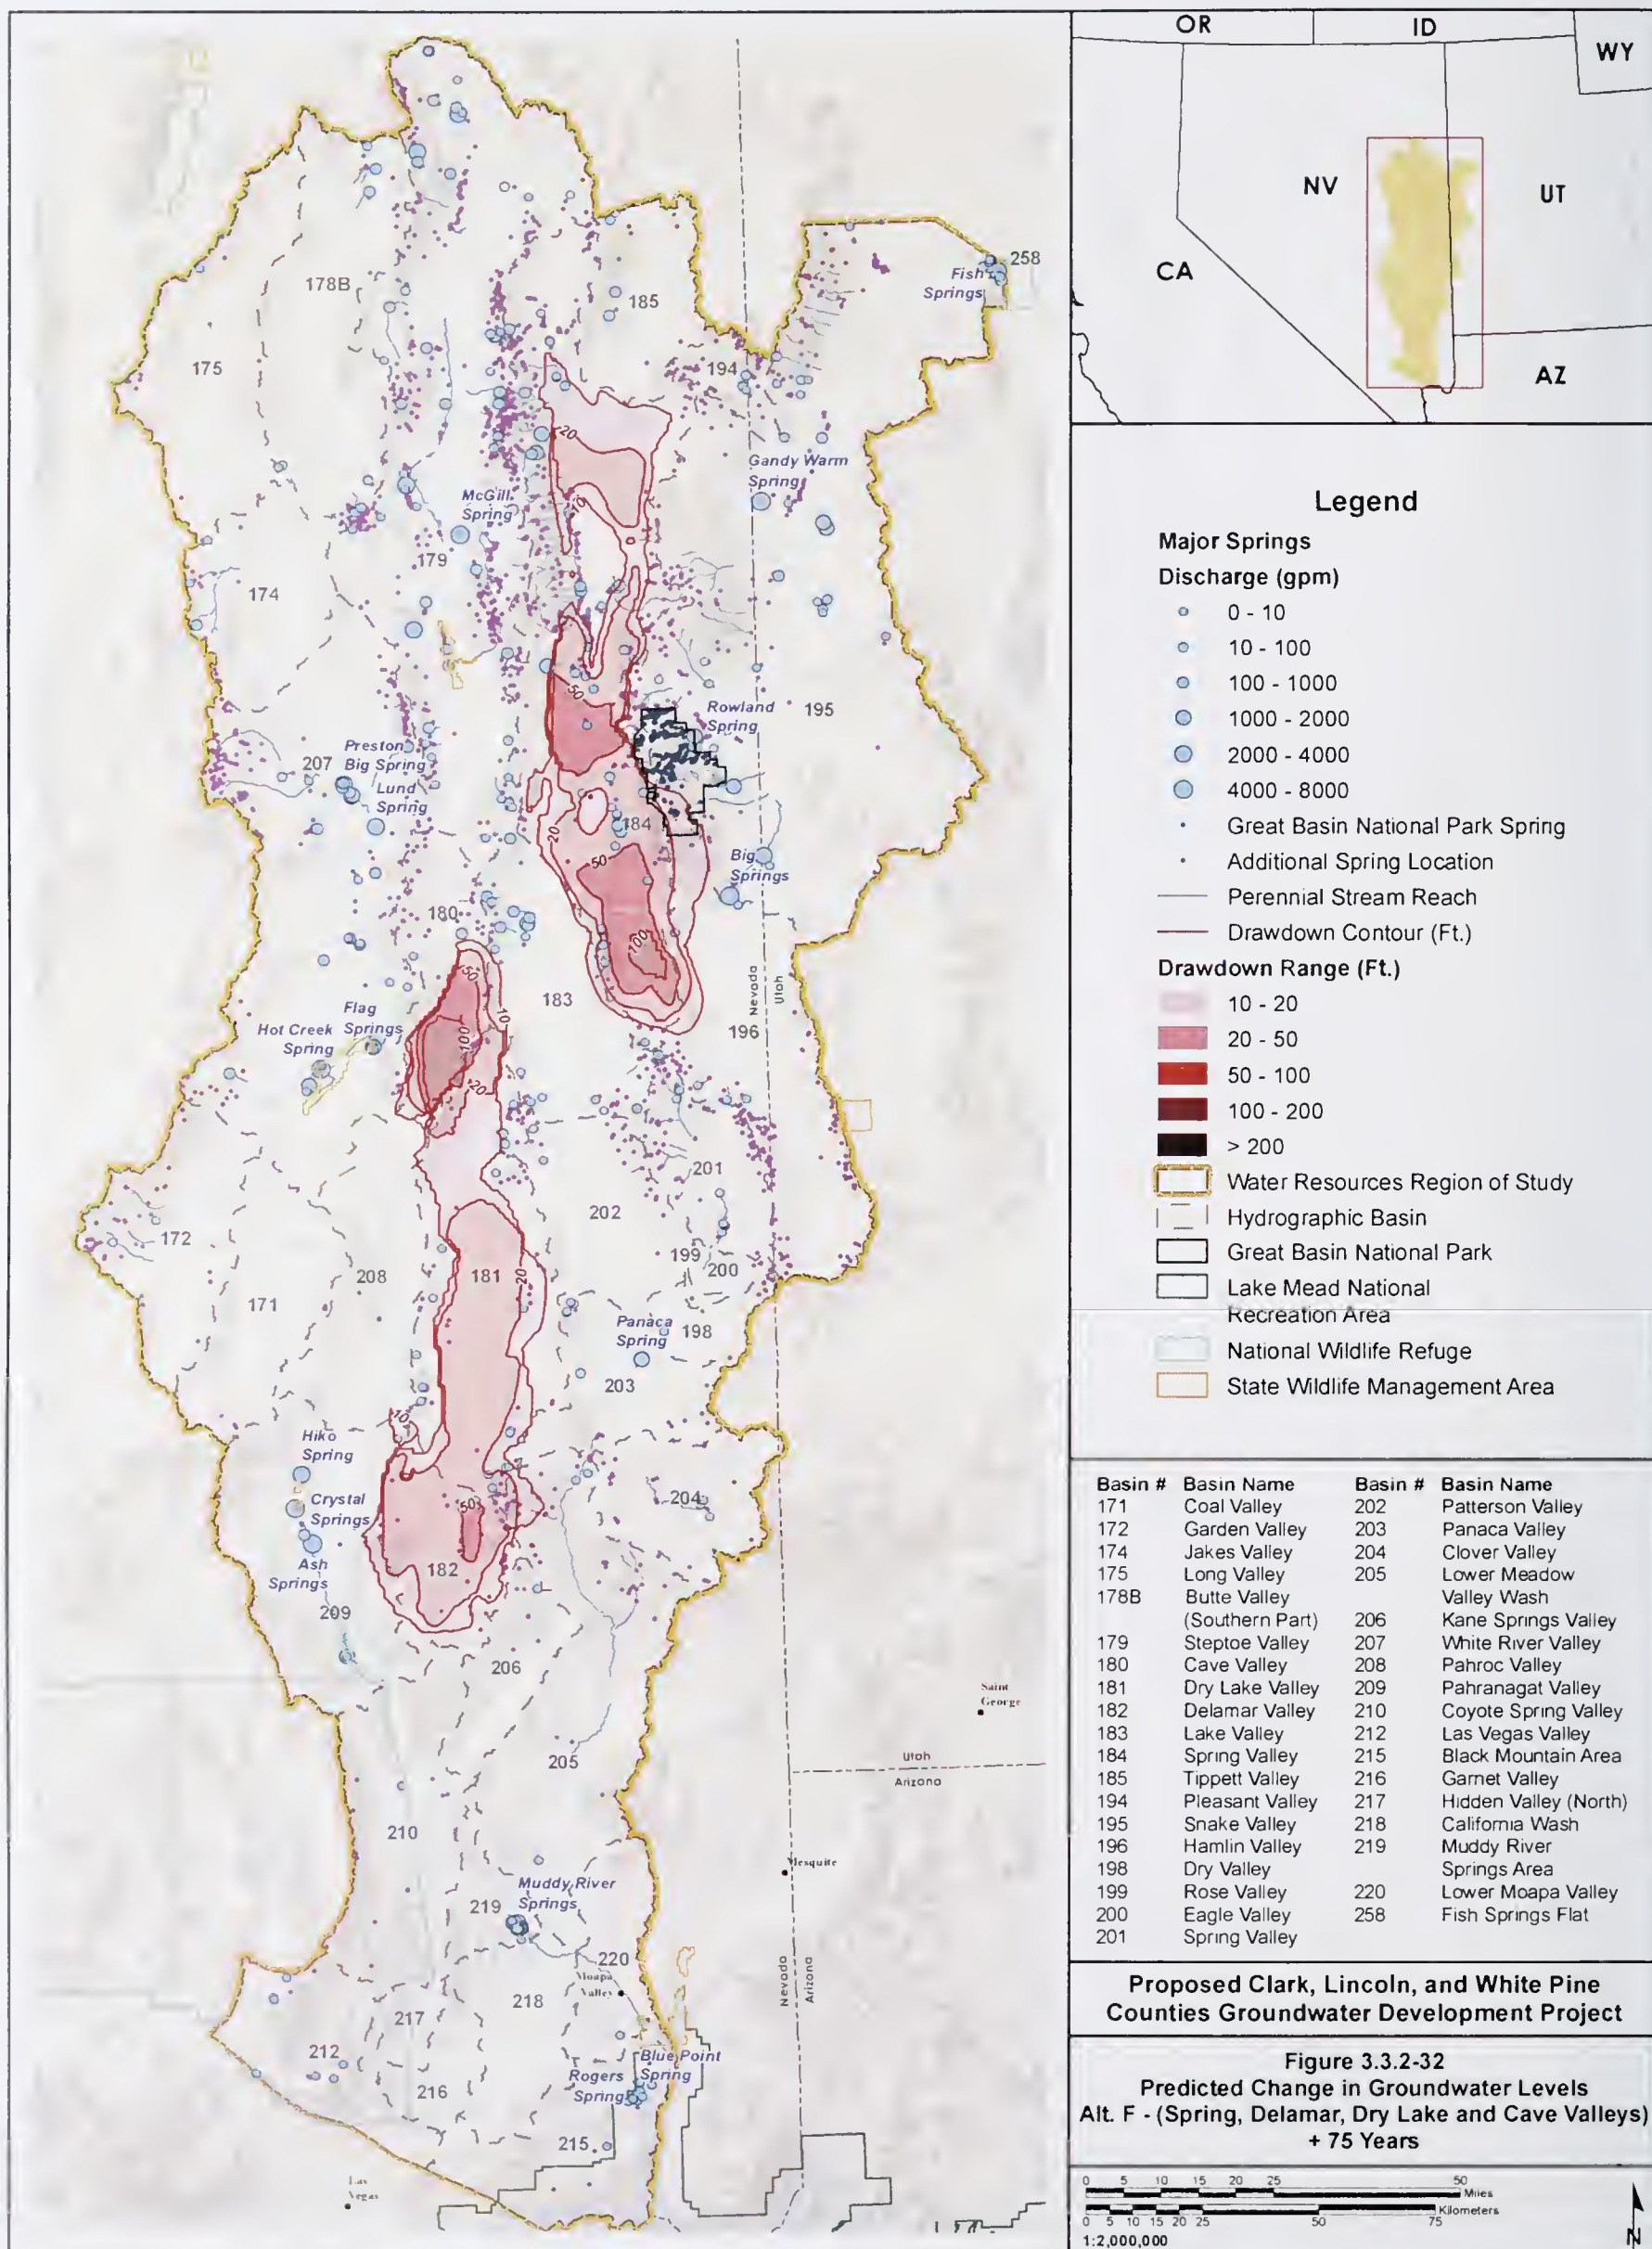 OR
ID
WY
NV
UT
CA
AZ
258
Fish
Springs
178B
185
175
194
Gandy Warm
Spring
McGill
Spring
179
174
Rowland
Spring
195
Preston
Big Spring
207
Lund
Spring
184
Big
Springs
180
183
Nevada
Utah
196
Flag
Springs
Hot Creek
Spring
201
202
172
199
200
208
181
171
Panaca
Spring
198
203
Hiko
Spring
Crystal
Springs
204
Ash
Springs
182
209
206
Saint
George
205
Utah
Arizona
210
Mesquite
Muddy River
Springs
219
220
Moapa
Valley
218
Nevada
Arizona
217
212
Blue Point
Spring
Rogers
Spring
216
215
Las
Vegas
20
10
0
50
20
50
100
50
10
100
20
20
10
50
Legend
Major Springs
Discharge (gpm)
0 - 10
10 - 100
100 - 1000
1000 - 2000
2000 - 4000
4000 - 8000
Great Basin National Park Spring
Additional Spring Location
Perennial Stream Reach
Drawdown Contour (Ft.)
Drawdown Range (Ft.)
10 - 20
20 - 50
50 - 100
100 - 200
> 200
Water Resources Region of Study
Hydrographic Basin
Great Basin National Park
Lake Mead National
Recreation Area
National Wildlife Refuge
State Wildlife Management Area
Basin # Basin Name Basin # Basin Name
171 Coal Valley 202 Patterson Valley
172 Garden Valley 203 Panaca Valley
174 Jakes Valley 204 Clover Valley
175 Long Valley 205 Lower Meadow
178B Butte Valley Valley Wash
(Southern Part) 206 Kane Springs Valley
179 Steptoe Valley 207 White River Valley
180 Cave Valley 208 Pahroc Valley
181 Dry Lake Valley 209 Pahranagat Valley
182 Delamar Valley 210 Coyote Spring Valley
183 Lake Valley 212 Las Vegas Valley
184 Spring Valley 215 Black Mountain Area
185 Tippett Valley 216 Garnet Valley
194 Pleasant Valley 217 Hidden Valley (North)
195 Snake Valley 218 California Wash
196 Hamlin Valley 219 Muddy River
198 Dry Valley Springs Area
199 Rose Valley 220 Lower Moapa Valley
200 Eagle Valley 258 Fish Springs Flat
201 Spring Valley
Proposed Clark, Lincoln, and White Pine
Counties Groundwater Development Project
Figure 3.3.2-32
Predicted Change in Groundwater Levels
Alt. F - (Spring, Delamar, Dry Lake and Cave Valleys)
+ 75 Years
0 5 10 15 20 25 50
Miles
Kilometers
0 5 10 15 20 25 50 75
1:2,000,000
N